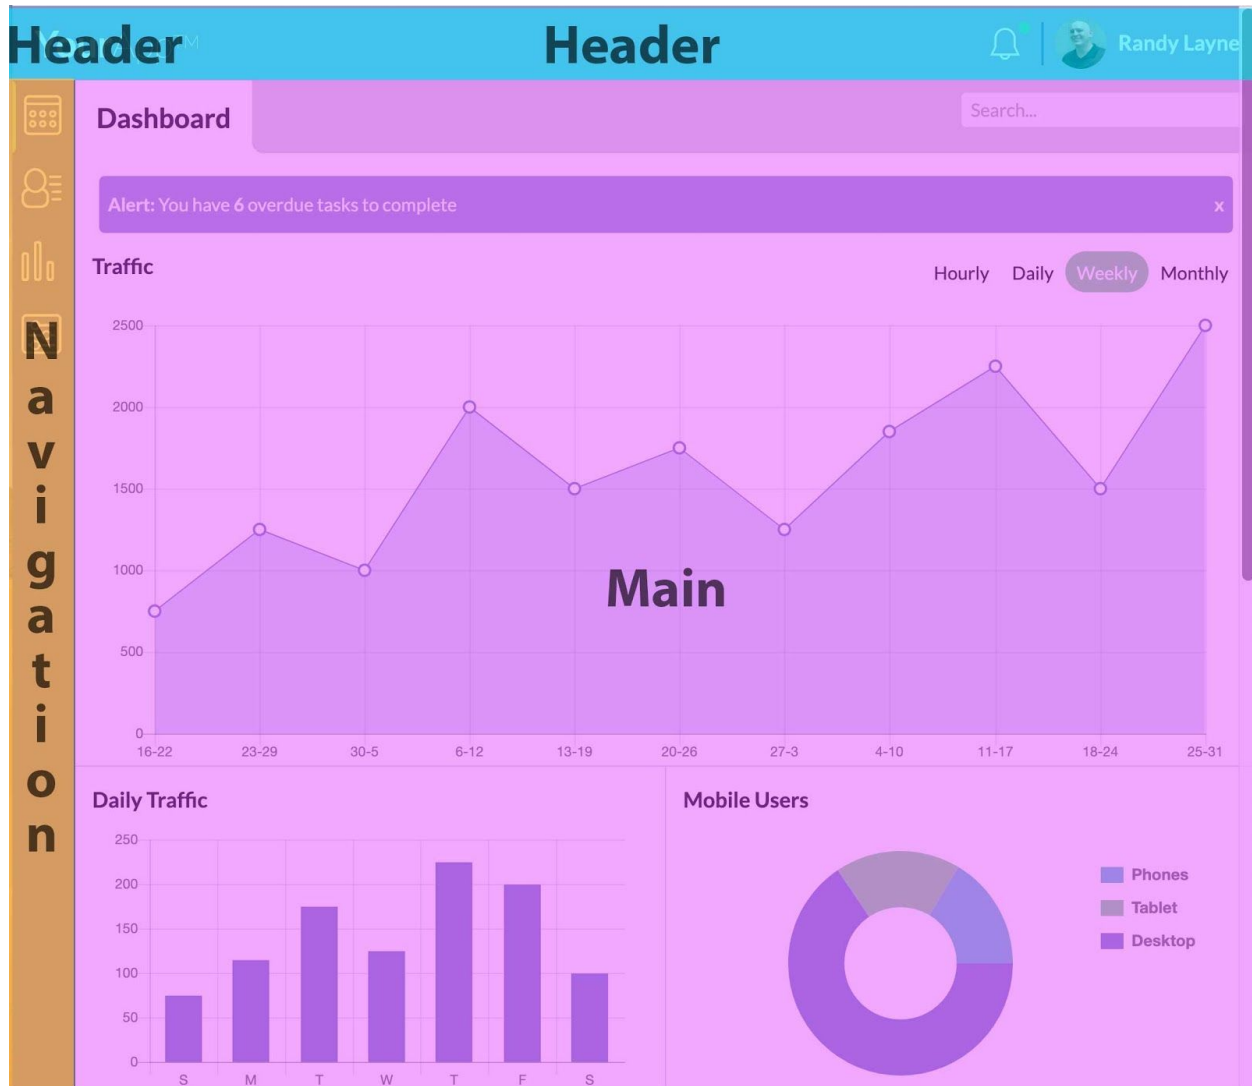 Header Header Randy Layne
Dashboard Search...
Alert: You have 6 overdue tasks to complete x
Traffic Hourly Daily Weekly Monthly
2500
2000
1500
1000
500
0
16-22 23-29 30-5 6-12 13-19 20-26 27-3 4-10 11-17 18-24 25-31
Navigation
Main
Daily Traffic
250
200
150
100
50
0
S M T W T F S
Mobile Users
Phones
Tablet
Desktop